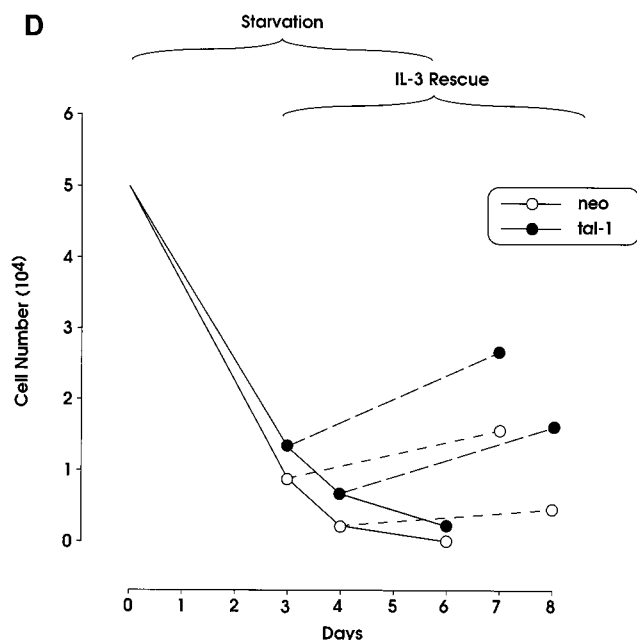 D
Starvation
IL-3 Rescue
6
5
4
3
2
1
0
Cell Number (10⁴)
neo
tal-1
0 1 2 3 4 5 6 7 8
Days